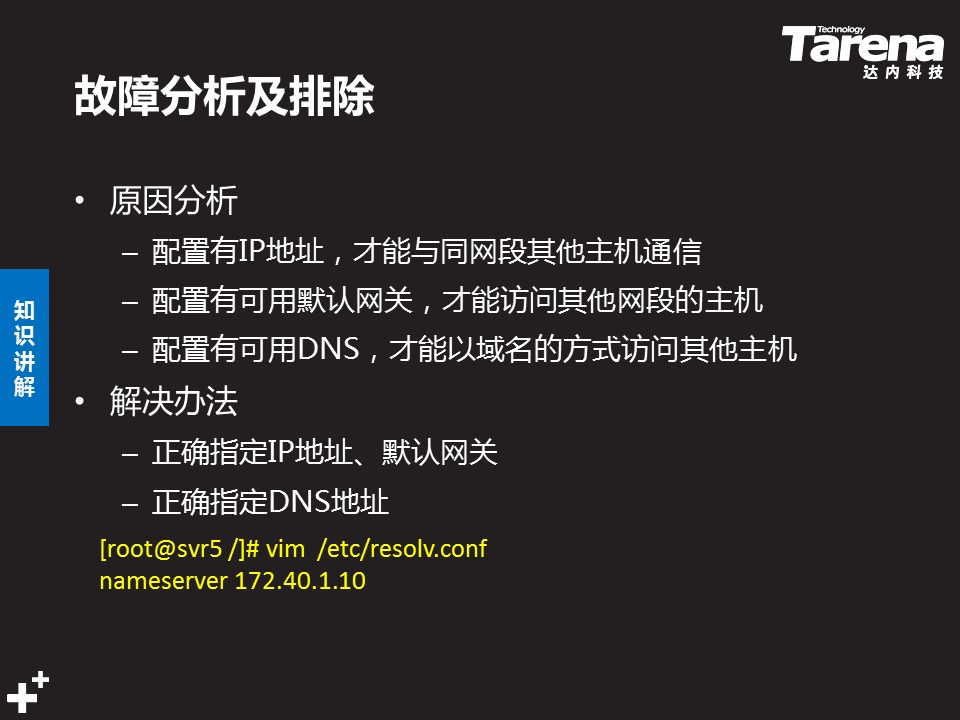 Technology
Tarena
达内科技
故障分析及排除
• 原因分析
– 配置有IP地址，才能与同网段其他主机通信
– 配置有可用默认网关，才能访问其他网段的主机
– 配置有可用DNS，才能以域名的方式访问其他主机
知识讲解
• 解决办法
– 正确指定IP地址、默认网关
– 正确指定DNS地址
[root@svr5 /]# vim  /etc/resolv.conf
nameserver 172.40.1.10